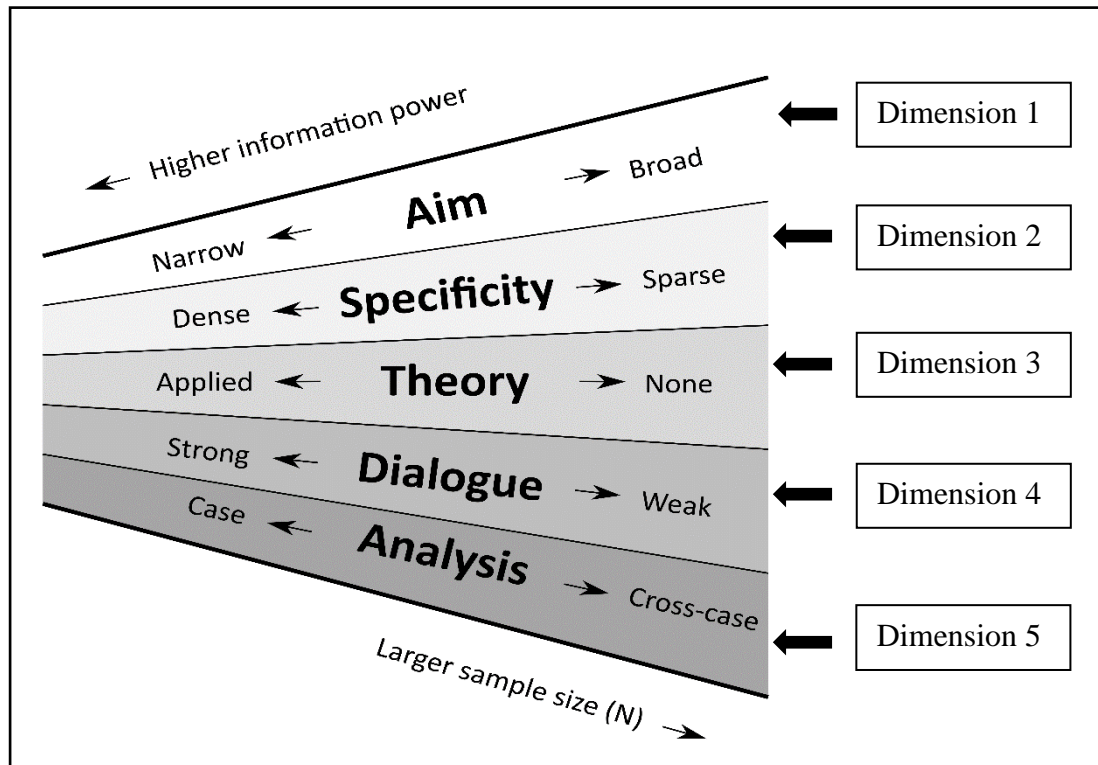 Higher information power
Narrow Aim Broad
Dimension 1
Dense Specificity Sparse
Dimension 2
Applied Theory None
Dimension 3
Strong Dialogue Weak
Dimension 4
Case Analysis Cross-case
Dimension 5
Larger sample size (N)